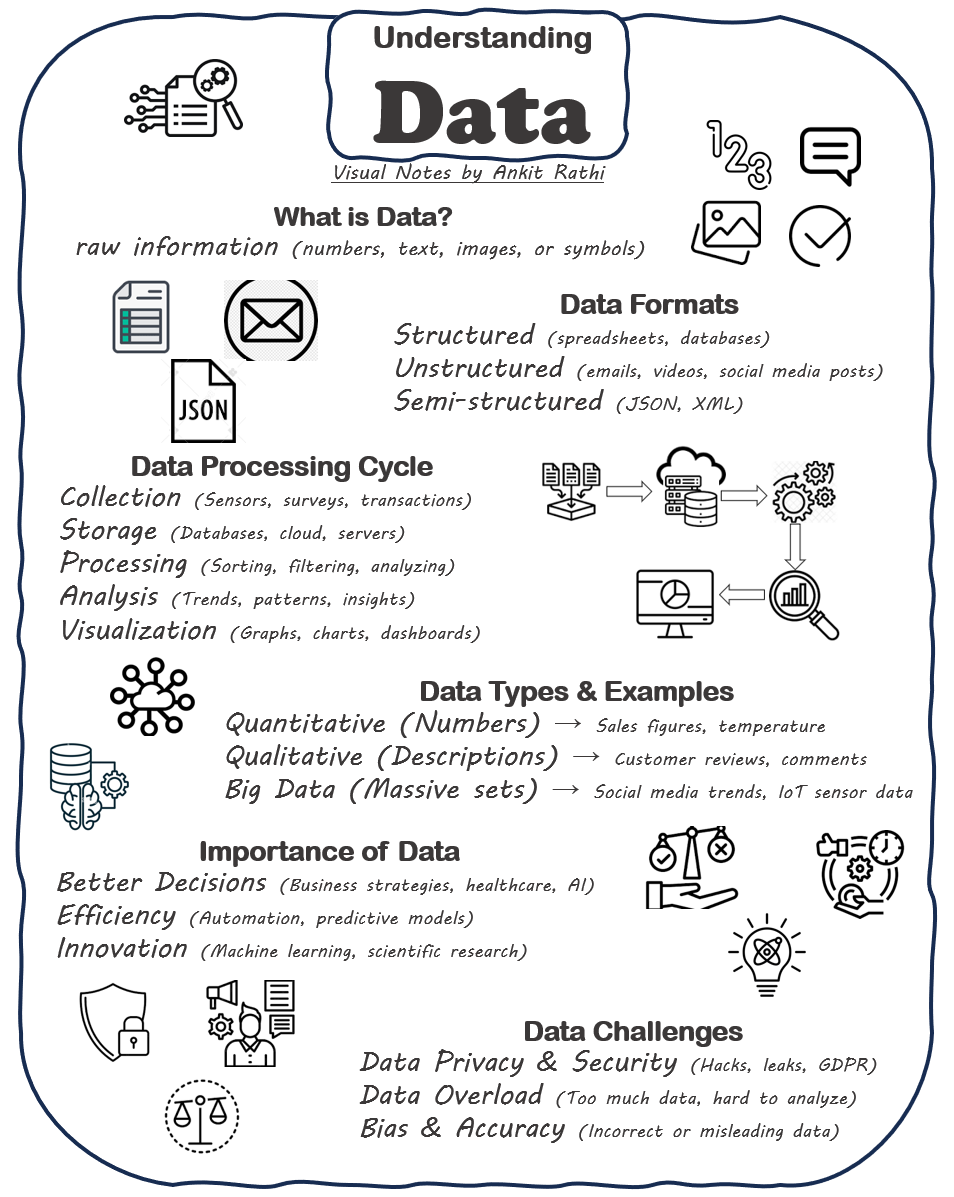 Understanding
Data
Visual Notes by Ankit Rathi
1 2 3
What is Data?
raw information (numbers, text, images, or symbols)
Data Formats
Structured (spreadsheets, databases)
Unstructured (emails, videos, social media posts)
Semi-structured (JSON, XML)
JSON
Data Processing Cycle
Collection (Sensors, surveys, transactions)
Storage (Databases, cloud, servers)
Processing (Sorting, filtering, analyzing)
Analysis (Trends, patterns, insights)
Visualization (Graphs, charts, dashboards)
Data Types & Examples
Quantitative (Numbers) → Sales figures, temperature
Qualitative (Descriptions) → Customer reviews, comments
Big Data (Massive sets) → Social media trends, IoT sensor data
Importance of Data
Better Decisions (Business strategies, healthcare, AI)
Efficiency (Automation, predictive models)
Innovation (Machine learning, scientific research)
Data Challenges
Data Privacy & Security (Hacks, leaks, GDPR)
Data Overload (Too much data, hard to analyze)
Bias & Accuracy (Incorrect or misleading data)